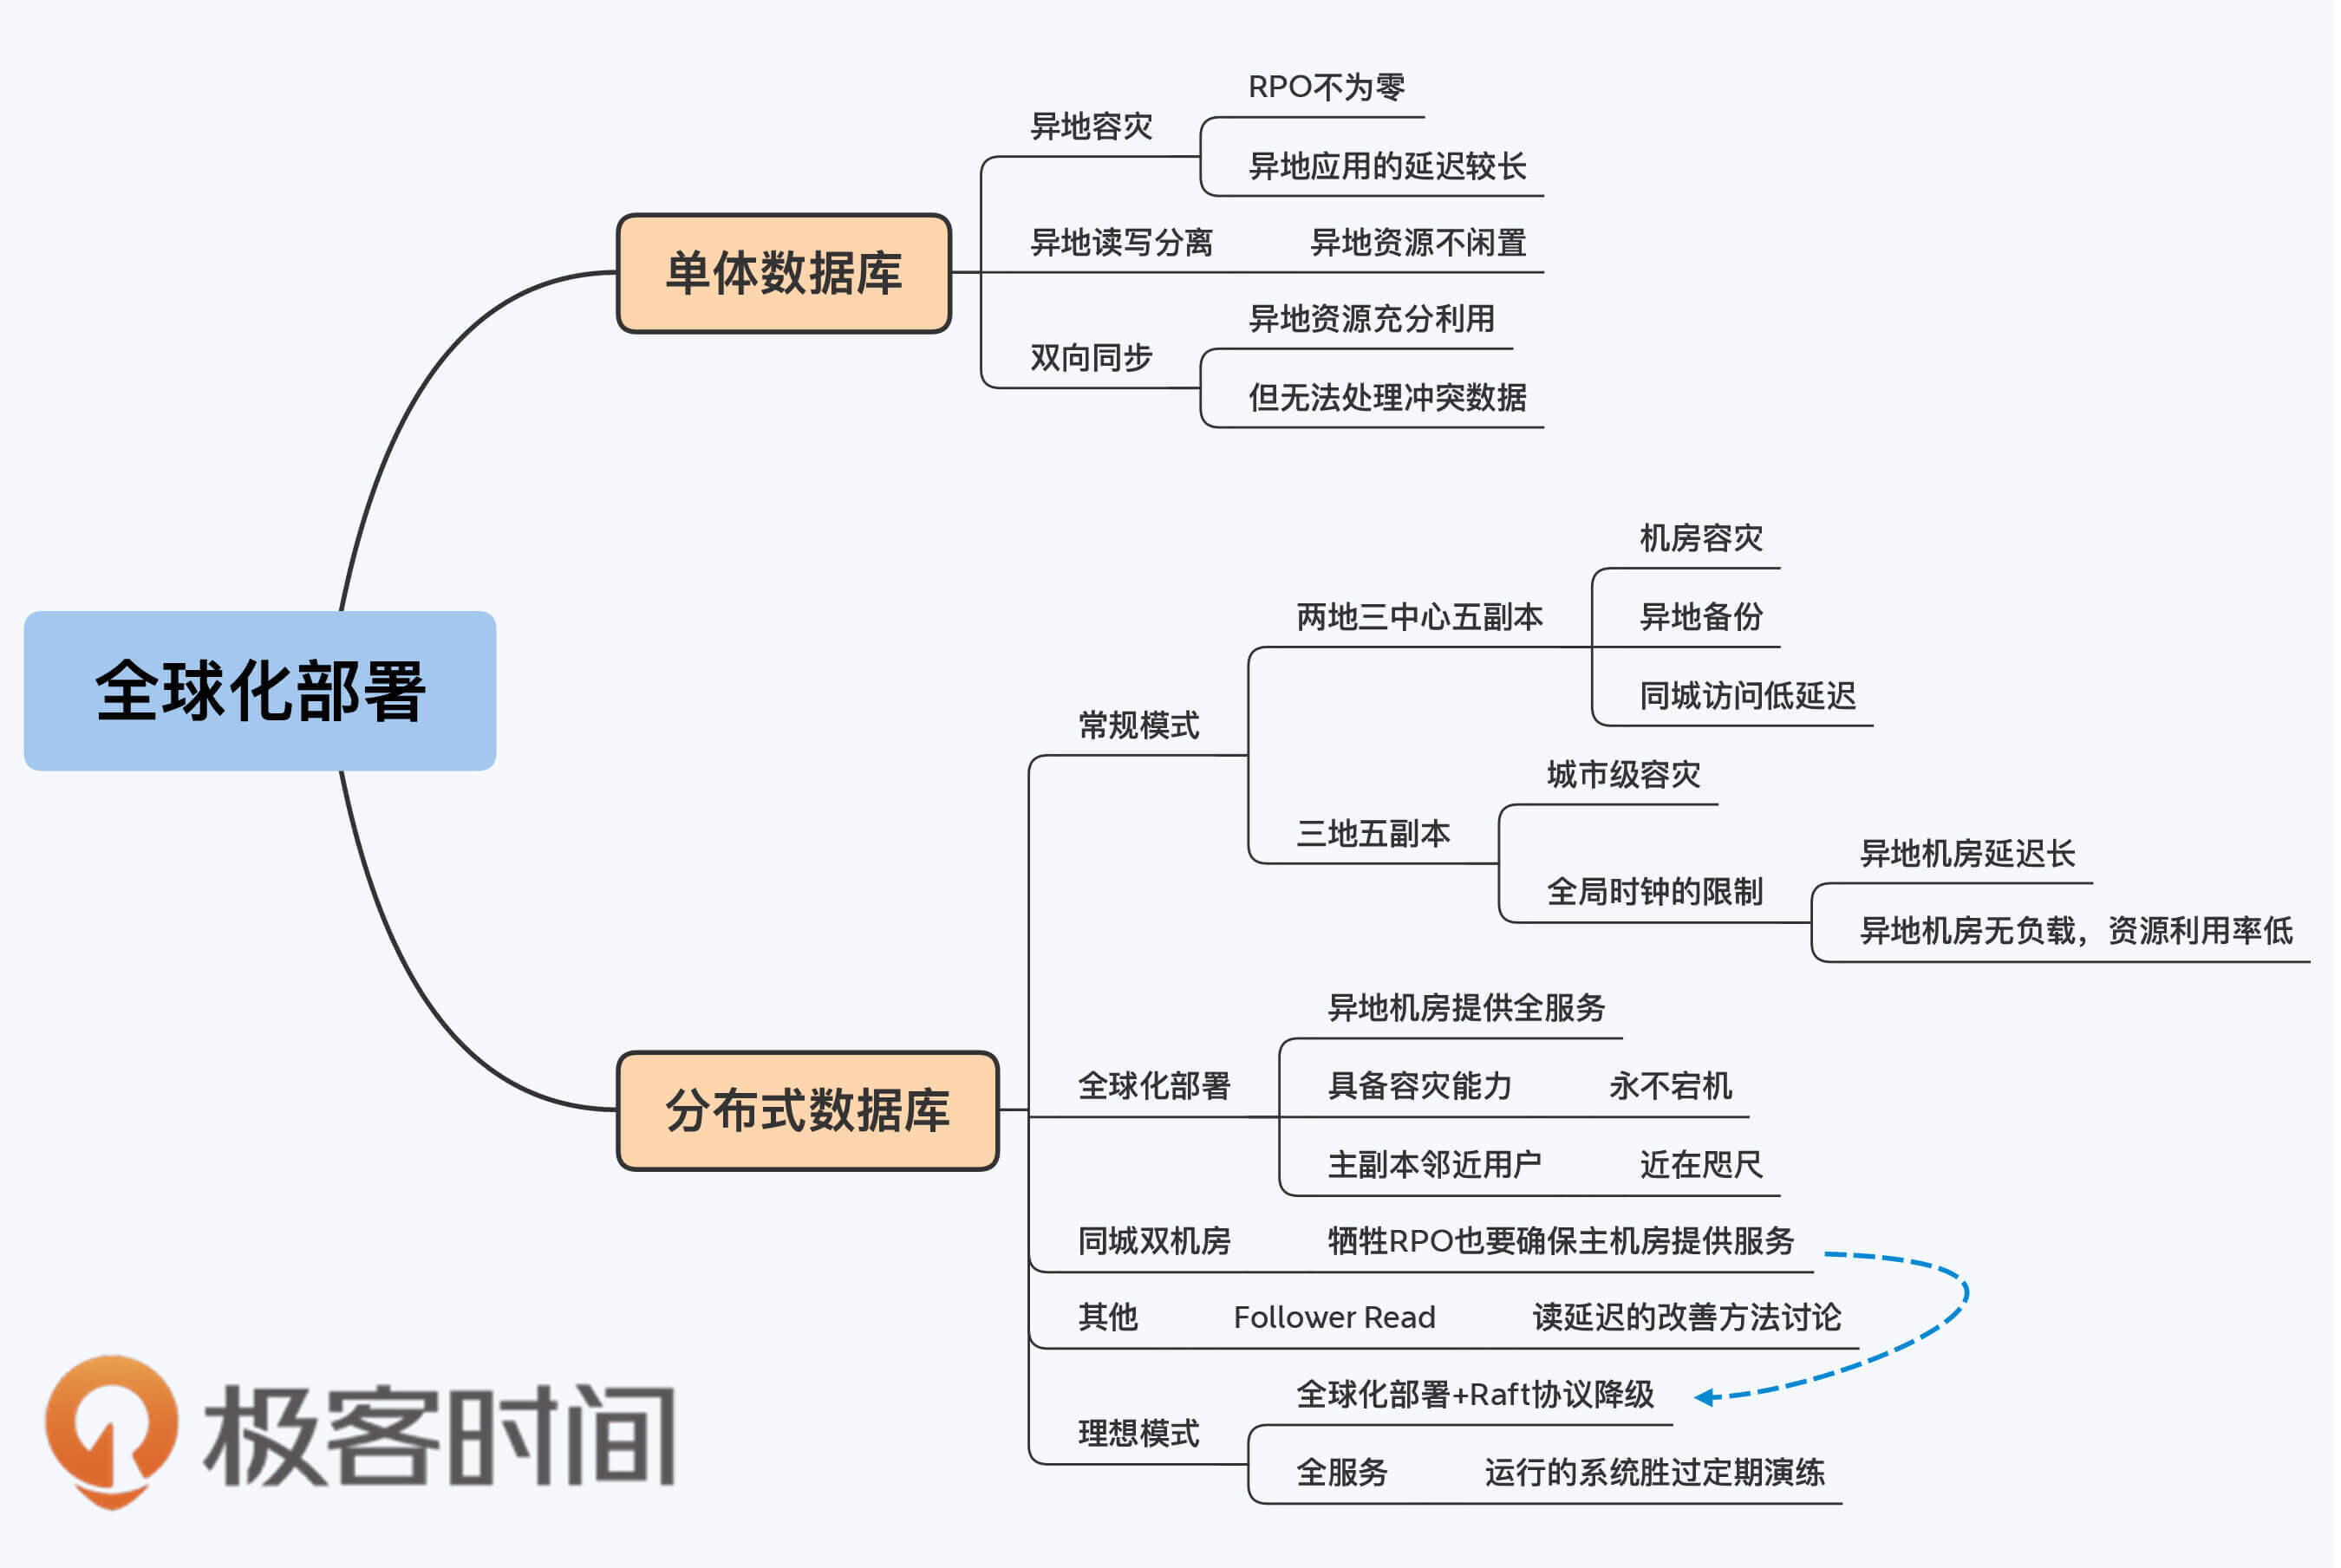 全球化部署
单体数据库
异地容灾
RPO不为零
异地应用的延迟较长
异地读写分离
异地资源不闲置
双向同步
异地资源充分利用
但无法处理冲突数据
分布式数据库
常规模式
两地三中心五副本
机房容灾
异地备份
同城访问低延迟
三地五副本
城市级容灾
全局时钟的限制
异地机房延迟长
异地机房无负载，资源利用率低
全球化部署
异地机房提供全服务
具备容灾能力
永不宕机
主副本邻近用户
近在咫尺
同城双机房
牺牲RPO也要确保主机房提供服务
其他
Follower Read
读延迟的改善方法讨论
理想模式
全球化部署+Raft协议降级
全服务
运行的系统胜过定期演练
极客时间